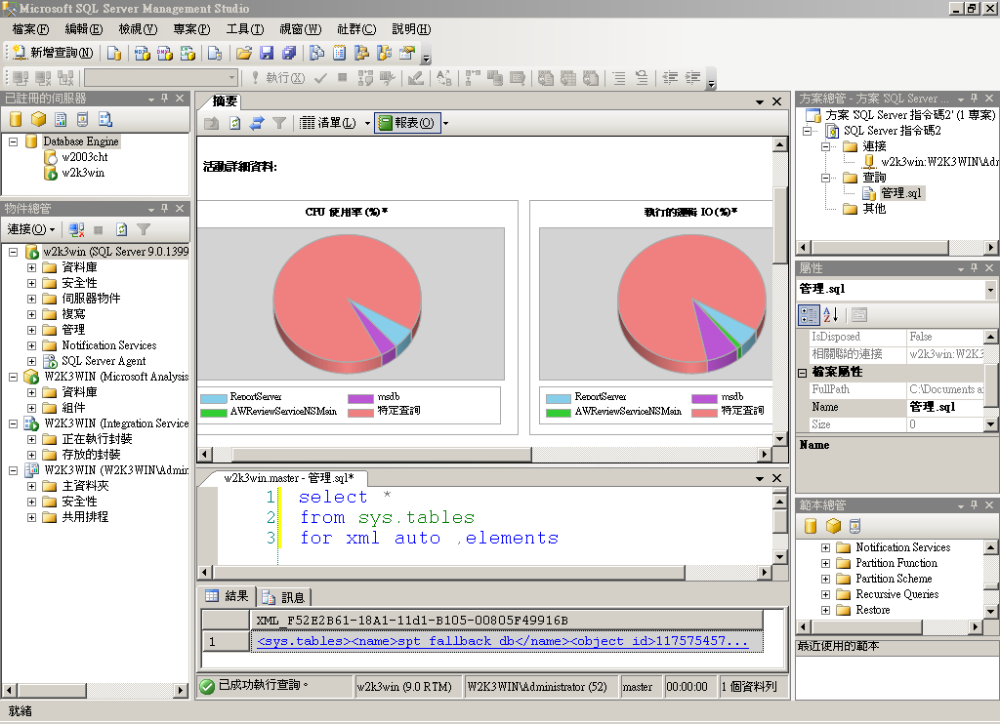 Microsoft SQL Server Management Studio
檔案(F) 編輯(E) 檢視(V) 專案(P) 工具(T) 視窗(W) 社群(C) 說明(H)
新增查詢(N)
執行(X)
已註冊的伺服器
Database Engine
w2003cht
w2k3win
物件總管
連接(O)
w2k3win (SQL Server 9.0.1399
資料庫
安全性
伺服器物件
複寫
管理
Notification Services
SQL Server Agent
W2K3WIN (Microsoft Analysis
資料庫
組件
W2K3WIN (Integration Service
正在執行封裝
存放的封裝
W2K3WIN (W2K3WIN\Admin
主資料夾
安全性
共用排程
摘要
清單(L) 報表(O)
活動詳細資料:
CPU 使用率 (%)*
ReportServer msdb
AWReviewServiceNSMain 特定查詢
執行的邏輯 IO (%)*
ReportServer msdb
AWReviewServiceNSMain 特定查詢
w2k3win.master - 管理.sql*
1 select *
2 from sys.tables
3 for xml auto ,elements
結果 訊息
XML_F52E2B61-18A1-11d1-B105-00805F49916B
1 <sys.tables><name>spt_fallback_db</name><object_id>117575457...
已成功執行查詢。 w2k3win (9.0 RTM) W2K3WIN\Administrator (52) master 00:00:00 1 個資料列
方案總管 - 方案 'SQL Server ...
方案 'SQL Server 指令碼2' (1 專案)
SQL Server 指令碼2
連接
w2k3win:W2K3WIN\Adm
查詢
管理.sql
其他
屬性
管理.sql
IsDisposed False
相關聯的連接 w2k3win:W2K3
檔案屬性
FullPath C:\Documents a
Name 管理.sql
Size 0
Name
範本總管
Notification Services
Partition Function
Partition Scheme
Recursive Queries
Restore
最近使用的範本
就緒